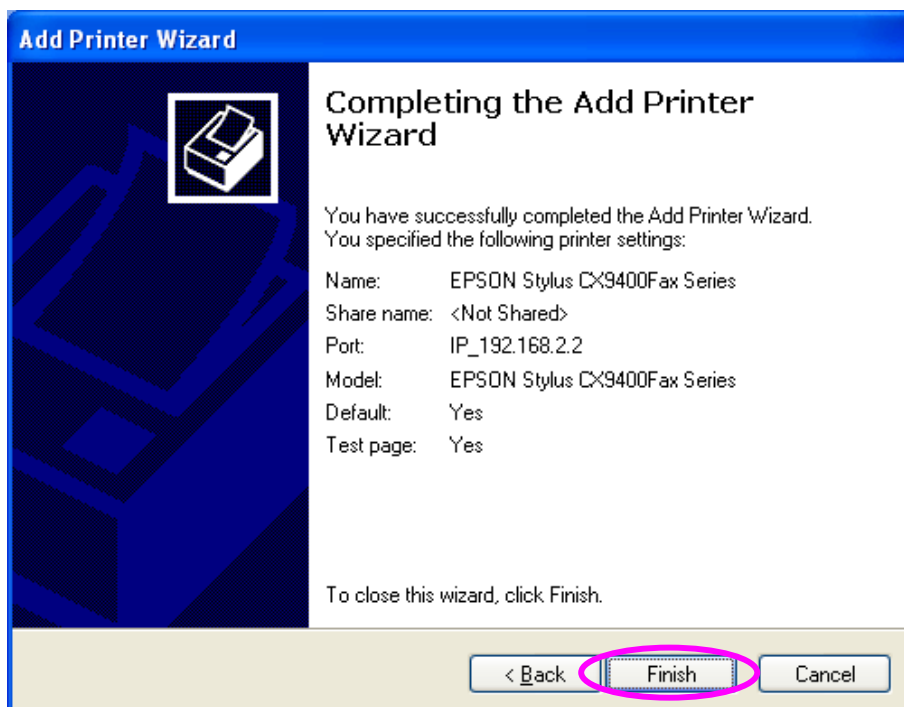 Add Printer Wizard
Completing the Add Printer
Wizard
You have successfully completed the Add Printer Wizard.
You specified the following printer settings:
Name: EPSON Stylus CX9400Fax Series
Share name: <Not Shared>
Port: IP_192.168.2.2
Model: EPSON Stylus CX9400Fax Series
Default: Yes
Test page: Yes
To close this wizard, click Finish.
< Back Finish Cancel